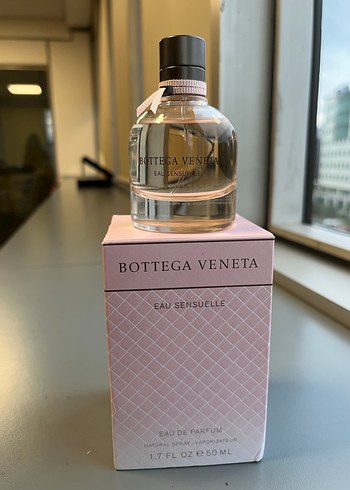 BOTTEGA VENETA
EAU SENSUELLE
BOTTEGA VENETA
EAU SENSUELLE
EAU DE PARFUM
NATURAL SPRAY - VAPORISATEUR
1.7 FL OZ ℮ 50 ML